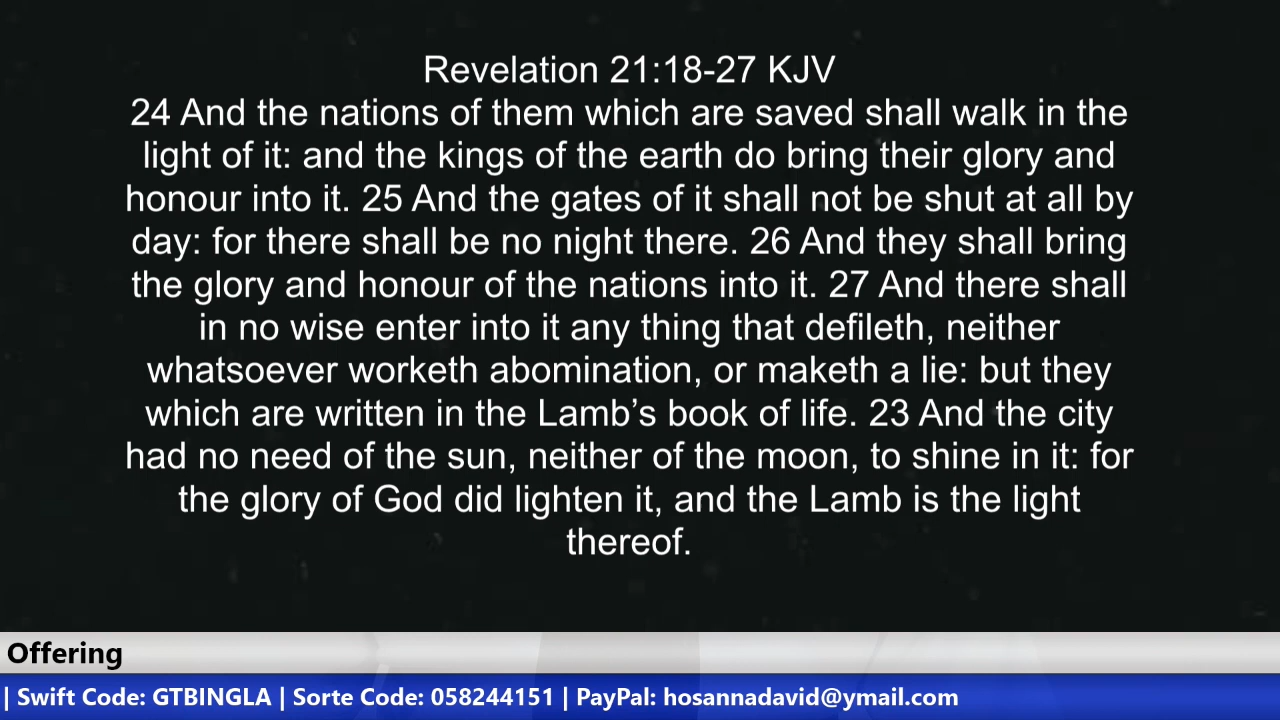 Revelation 21:18-27 KJV
24 And the nations of them which are saved shall walk in the
light of it: and the kings of the earth do bring their glory and
honour into it. 25 And the gates of it shall not be shut at all by
day: for there shall be no night there. 26 And they shall bring
the glory and honour of the nations into it. 27 And there shall
in no wise enter into it any thing that defileth, neither
whatsoever worketh abomination, or maketh a lie: but they
which are written in the Lamb’s book of life. 23 And the city
had no need of the sun, neither of the moon, to shine in it: for
the glory of God did lighten it, and the Lamb is the light
thereof.
Offering
| Swift Code: GTBINGLA | Sorte Code: 058244151 | PayPal: hosannadavid@ymail.com